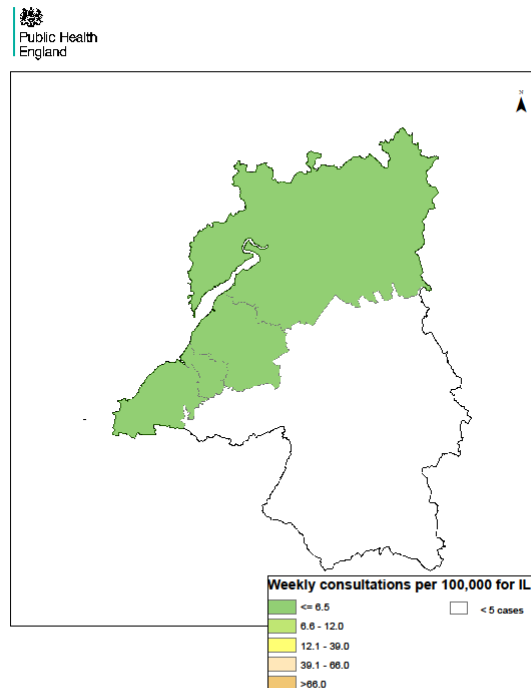 Public Health
England
N
Weekly consultations per 100,000 for IL
<= 6.5
< 5 cases
6.6 - 12.0
12.1 - 39.0
39.1 - 66.0
>66.0